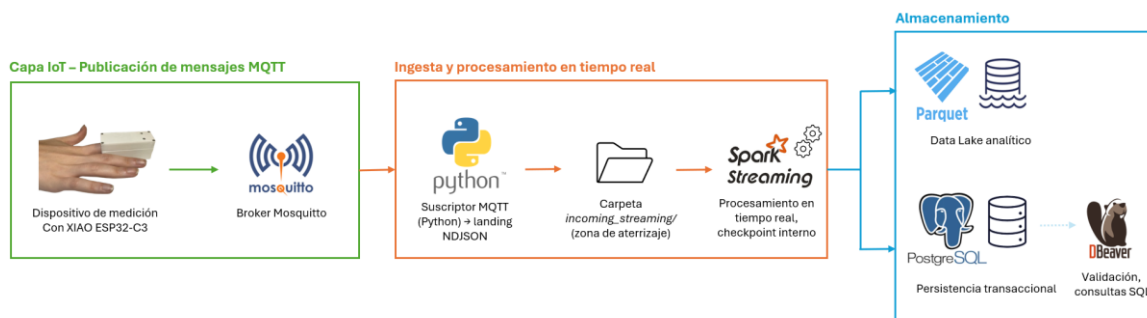 Almacenamiento
Capa IoT – Publicación de mensajes MQTT
Ingesta y procesamiento en tiempo real
Parquet
Data Lake analítico
mosquitto
python™
Spark
Streaming
Dispositivo de medición
Con XIAO ESP32-C3
Broker Mosquitto
Suscriptor MQTT
(Python) → landing
NDJSON
Carpeta
incoming_streaming/
(zona de aterrizaje)
Procesamiento en
tiempo real,
checkpoint interno
PostgreSQL
DBeaver
Persistencia transaccional
Validación,
consultas SQL